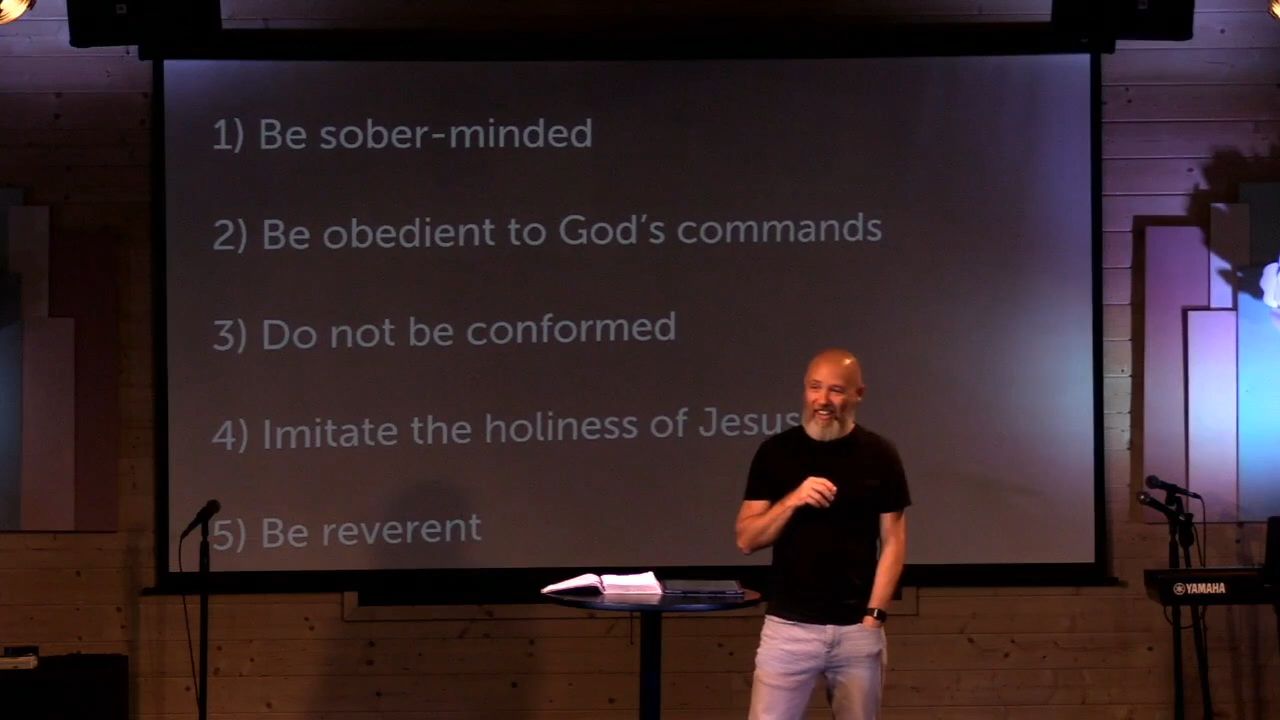 1) Be sober-minded
2) Be obedient to God's commands
3) Do not be conformed
4) Imitate the holiness of Jesus
5) Be reverent
YAMAHA